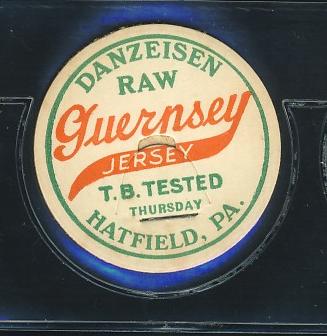 DANZEISEN
RAW
Guernsey
JERSEY
T.B. TESTED
THURSDAY
HATFIELD, PA.